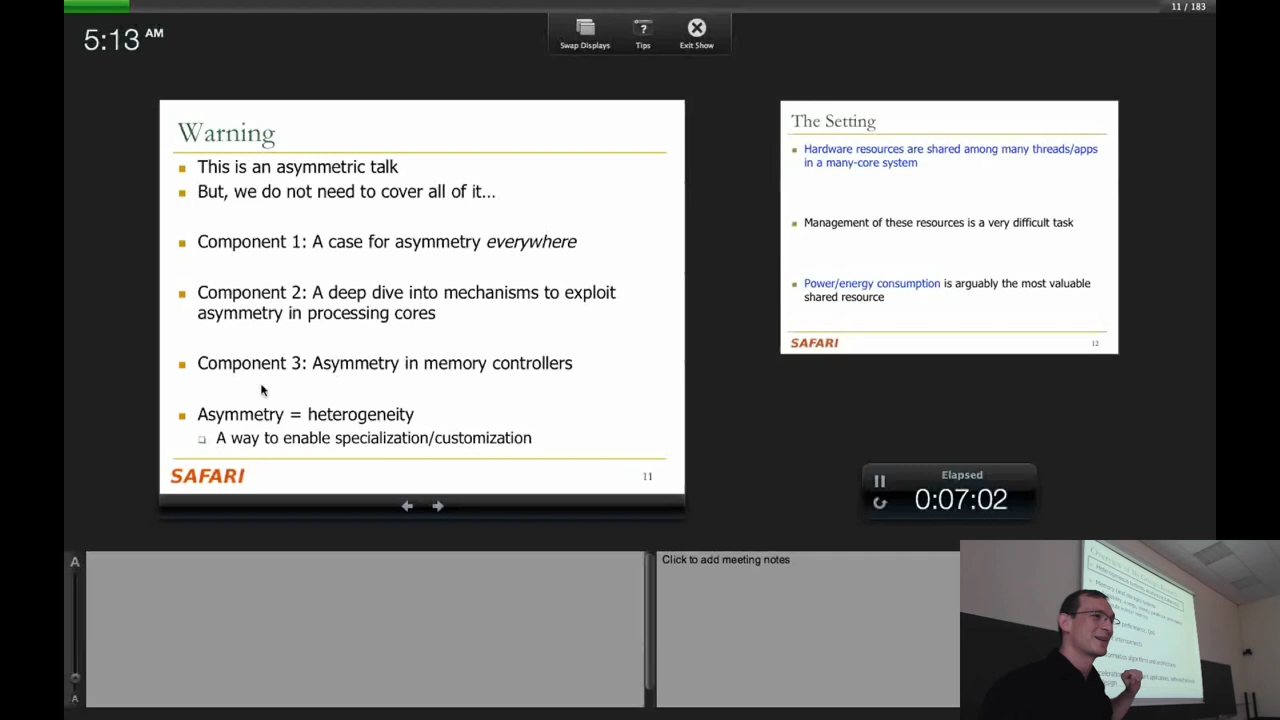 11 / 183
5:13 AM
Swap Displays
Tips
Exit Show
Warning
This is an asymmetric talk
But, we do not need to cover all of it...
Component 1: A case for asymmetry everywhere
Component 2: A deep dive into mechanisms to exploit
asymmetry in processing cores
Component 3: Asymmetry in memory controllers
Asymmetry = heterogeneity
A way to enable specialization/customization
SAFARI
11
The Setting
Hardware resources are shared among many threads/apps
in a many-core system
Management of these resources is a very difficult task
Power/energy consumption is arguably the most valuable
shared resource
SAFARI
12
Elapsed
0:07:02
A
A
Click to add meeting notes